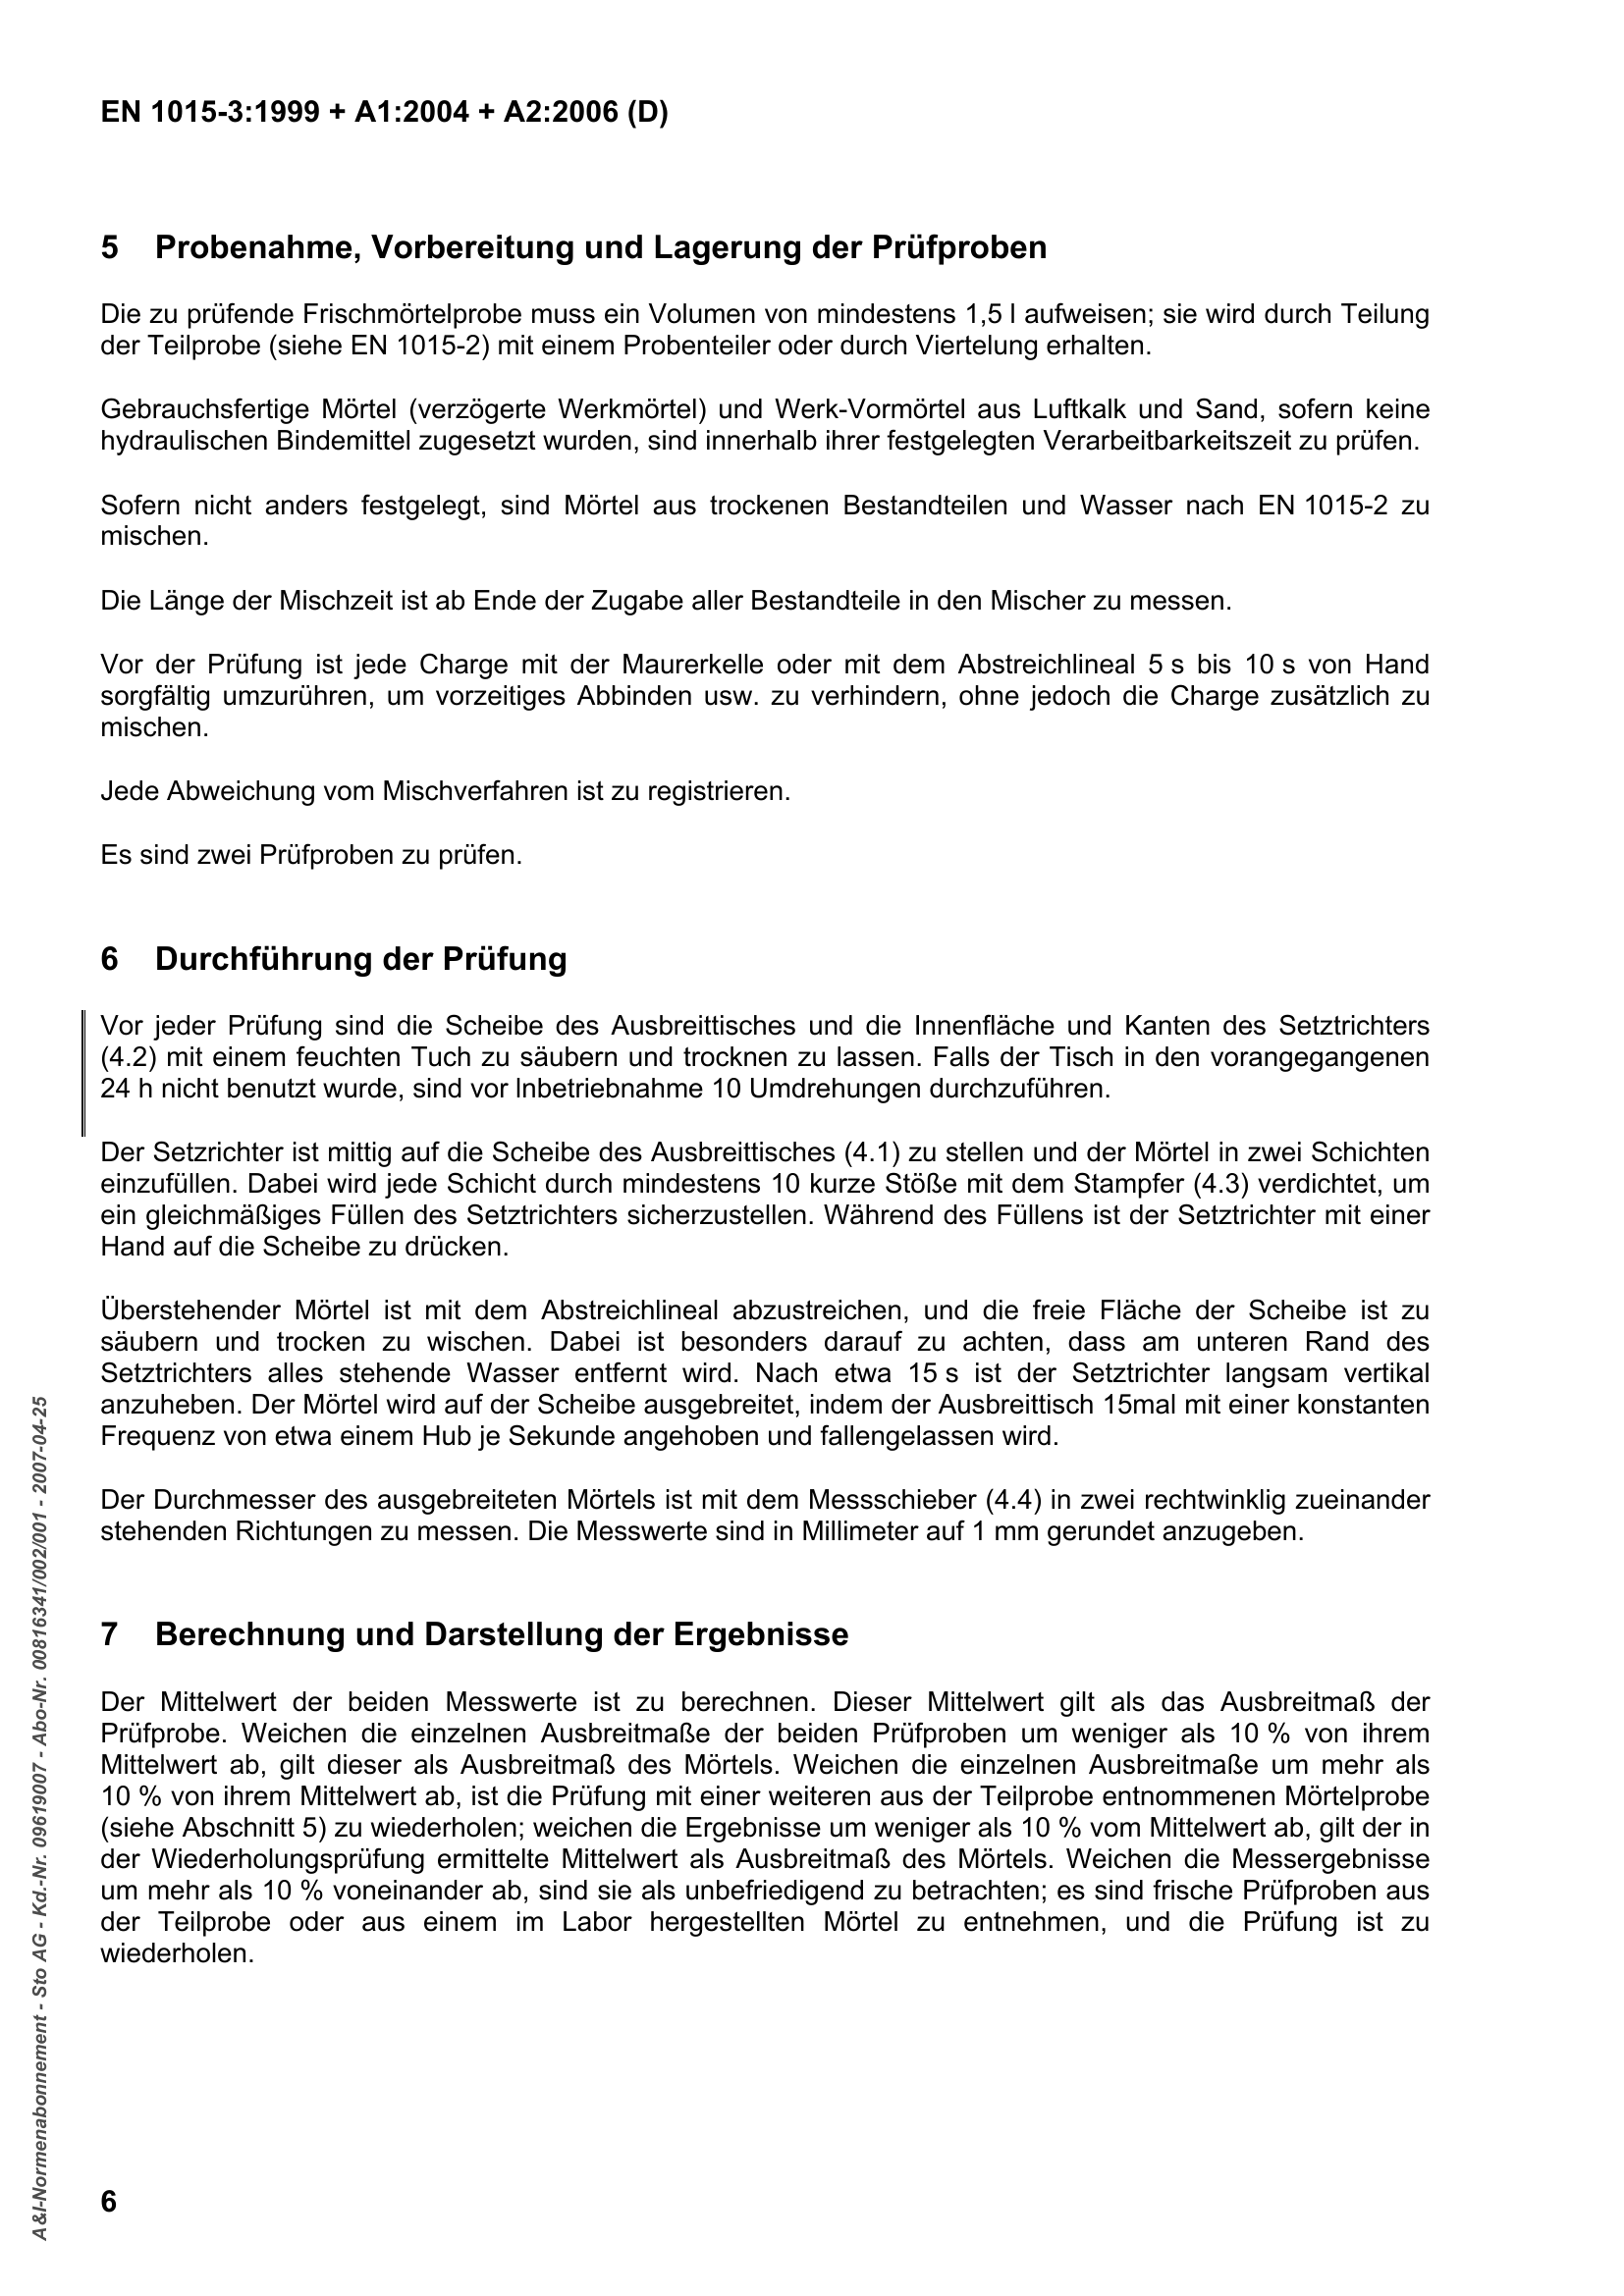 EN 1015-3:1999 + A1:2004 + A2:2006 (D)
5 Probenahme, Vorbereitung und Lagerung der Prüfproben
Die zu prüfende Frischmörtelprobe muss ein Volumen von mindestens 1,5 l aufweisen; sie wird durch Teilung
der Teilprobe (siehe EN 1015-2) mit einem Probenteiler oder durch Viertelung erhalten.
Gebrauchsfertige Mörtel (verzögerte Werkmörtel) und Werk-Vormörtel aus Luftkalk und Sand, sofern keine
hydraulischen Bindemittel zugesetzt wurden, sind innerhalb ihrer festgelegten Verarbeitbarkeitszeit zu prüfen.
Sofern nicht anders festgelegt, sind Mörtel aus trockenen Bestandteilen und Wasser nach EN 1015-2 zu
mischen.
Die Länge der Mischzeit ist ab Ende der Zugabe aller Bestandteile in den Mischer zu messen.
Vor der Prüfung ist jede Charge mit der Maurerkelle oder mit dem Abstreichlineal 5 s bis 10 s von Hand
sorgfältig umzurühren, um vorzeitiges Abbinden usw. zu verhindern, ohne jedoch die Charge zusätzlich zu
mischen.
Jede Abweichung vom Mischverfahren ist zu registrieren.
Es sind zwei Prüfproben zu prüfen.
6 Durchführung der Prüfung
Vor jeder Prüfung sind die Scheibe des Ausbreittisches und die Innenfläche und Kanten des Setztrichters
(4.2) mit einem feuchten Tuch zu säubern und trocknen zu lassen. Falls der Tisch in den vorangegangenen
24 h nicht benutzt wurde, sind vor Inbetriebnahme 10 Umdrehungen durchzuführen.
Der Setzrichter ist mittig auf die Scheibe des Ausbreittisches (4.1) zu stellen und der Mörtel in zwei Schichten
einzufüllen. Dabei wird jede Schicht durch mindestens 10 kurze Stöße mit dem Stampfer (4.3) verdichtet, um
ein gleichmäßiges Füllen des Setztrichters sicherzustellen. Während des Füllens ist der Setztrichter mit einer
Hand auf die Scheibe zu drücken.
Überstehender Mörtel ist mit dem Abstreichlineal abzustreichen, und die freie Fläche der Scheibe ist zu
säubern und trocken zu wischen. Dabei ist besonders darauf zu achten, dass am unteren Rand des
Setztrichters alles stehende Wasser entfernt wird. Nach etwa 15 s ist der Setztrichter langsam vertikal
anzuheben. Der Mörtel wird auf der Scheibe ausgebreitet, indem der Ausbreittisch 15mal mit einer konstanten
Frequenz von etwa einem Hub je Sekunde angehoben und fallengelassen wird.
Der Durchmesser des ausgebreiteten Mörtels ist mit dem Messschieber (4.4) in zwei rechtwinklig zueinander
stehenden Richtungen zu messen. Die Messwerte sind in Millimeter auf 1 mm gerundet anzugeben.
7 Berechnung und Darstellung der Ergebnisse
Der Mittelwert der beiden Messwerte ist zu berechnen. Dieser Mittelwert gilt als das Ausbreitmaß der
Prüfprobe. Weichen die einzelnen Ausbreitmaße der beiden Prüfproben um weniger als 10 % von ihrem
Mittelwert ab, gilt dieser als Ausbreitmaß des Mörtels. Weichen die einzelnen Ausbreitmaße um mehr als
10 % von ihrem Mittelwert ab, ist die Prüfung mit einer weiteren aus der Teilprobe entnommenen Mörtelprobe
(siehe Abschnitt 5) zu wiederholen; weichen die Ergebnisse um weniger als 10 % vom Mittelwert ab, gilt der in
der Wiederholungsprüfung ermittelte Mittelwert als Ausbreitmaß des Mörtels. Weichen die Messergebnisse
um mehr als 10 % voneinander ab, sind sie als unbefriedigend zu betrachten; es sind frische Prüfproben aus
der Teilprobe oder aus einem im Labor hergestellten Mörtel zu entnehmen, und die Prüfung ist zu
wiederholen.
6
A&I-Normenabonnement - Sto AG - Kd.-Nr. 09619007 - Abo-Nr. 00816341/002/001 - 2007-04-25